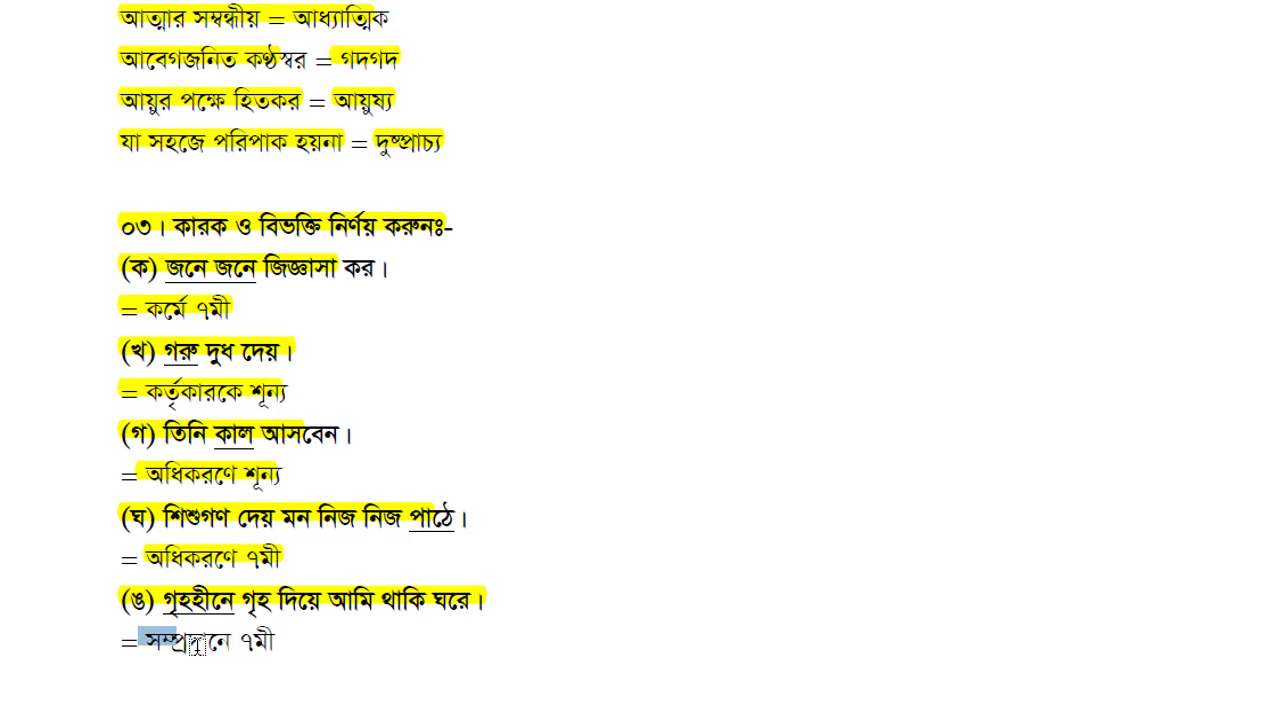 আত্মার সম্বন্ধীয় = আধ্যাত্মিক
আবেগজনিত কণ্ঠস্বর = গদগদ
আয়ুর পক্ষে হিতকর = আয়ুষ্য
যা সহজে পরিপাক হয়না = দুষ্প্রাচ্য
০৩। কারক ও বিভক্তি নির্ণয় করুনঃ-
(ক) জনে জনে জিজ্ঞাসা কর।
= কর্মে ৭মী
(খ) গরু দুধ দেয়।
= কর্তৃকারকে শূন্য
(গ) তিনি কাল আসবেন।
= অধিকরণে শূন্য
(ঘ) শিশুগণ দেয় মন নিজ নিজ পাঠে।
= অধিকরণে ৭মী
(ঙ) গৃহহীনে গৃহ দিয়ে আমি থাকি ঘরে।
= সম্প্রদানে ৭মী